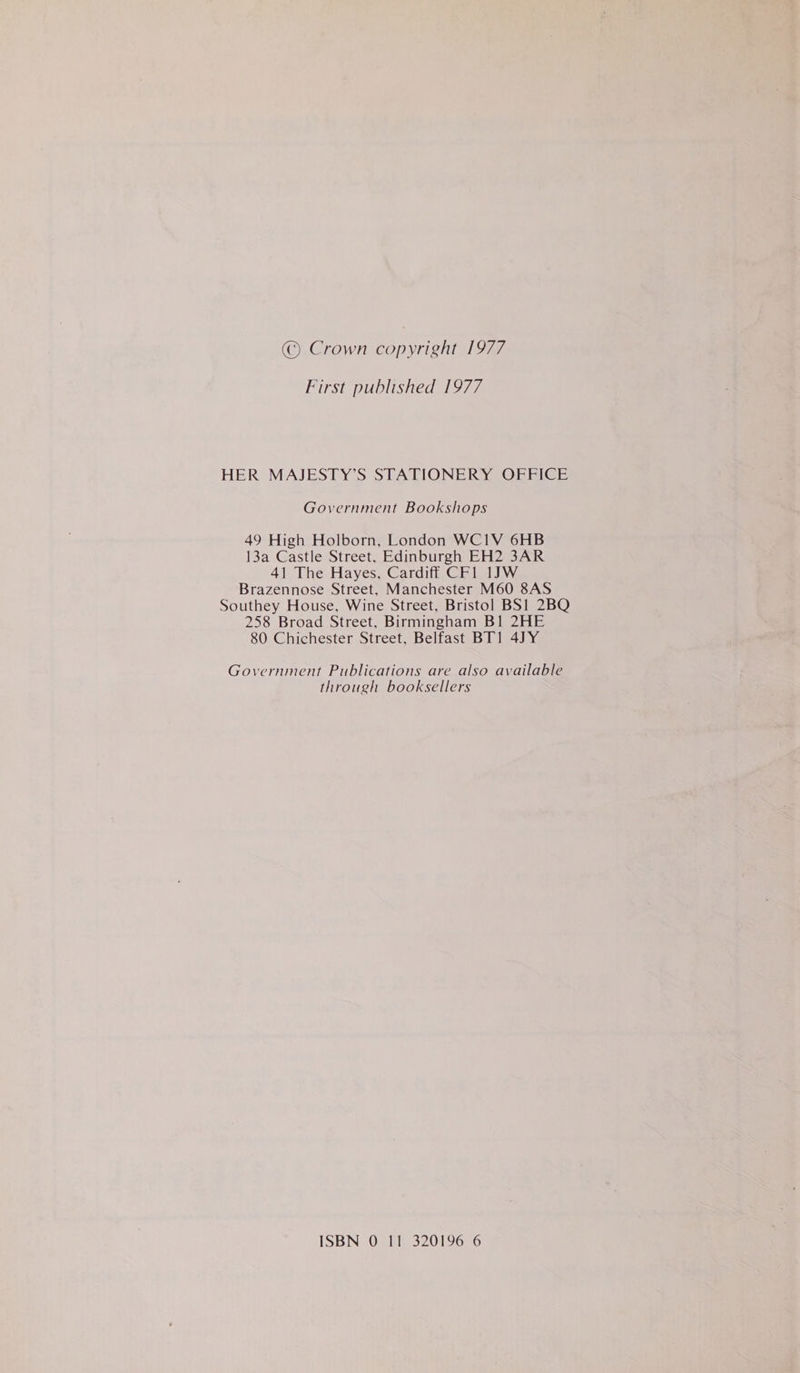 © Crown copyright 1977
First published 1977
HER MAJESTY'S STATIONERY OFFICE
Government Bookshops
49 High Holborn, London WC1V 6HB
13a Castle Street, Edinburgh EH2 3AR
41 The Hayes, Cardiff CF1 1JW
Brazennose Street, Manchester M60 8AS
Southey House, Wine Street, Bristol BS1 2BQ
258 Broad Street, Birmingham B1 2HE
80 Chichester Street, Belfast BT1 4JY
Government Publications are also available
through booksellers
ISBN 0 11 320196 6